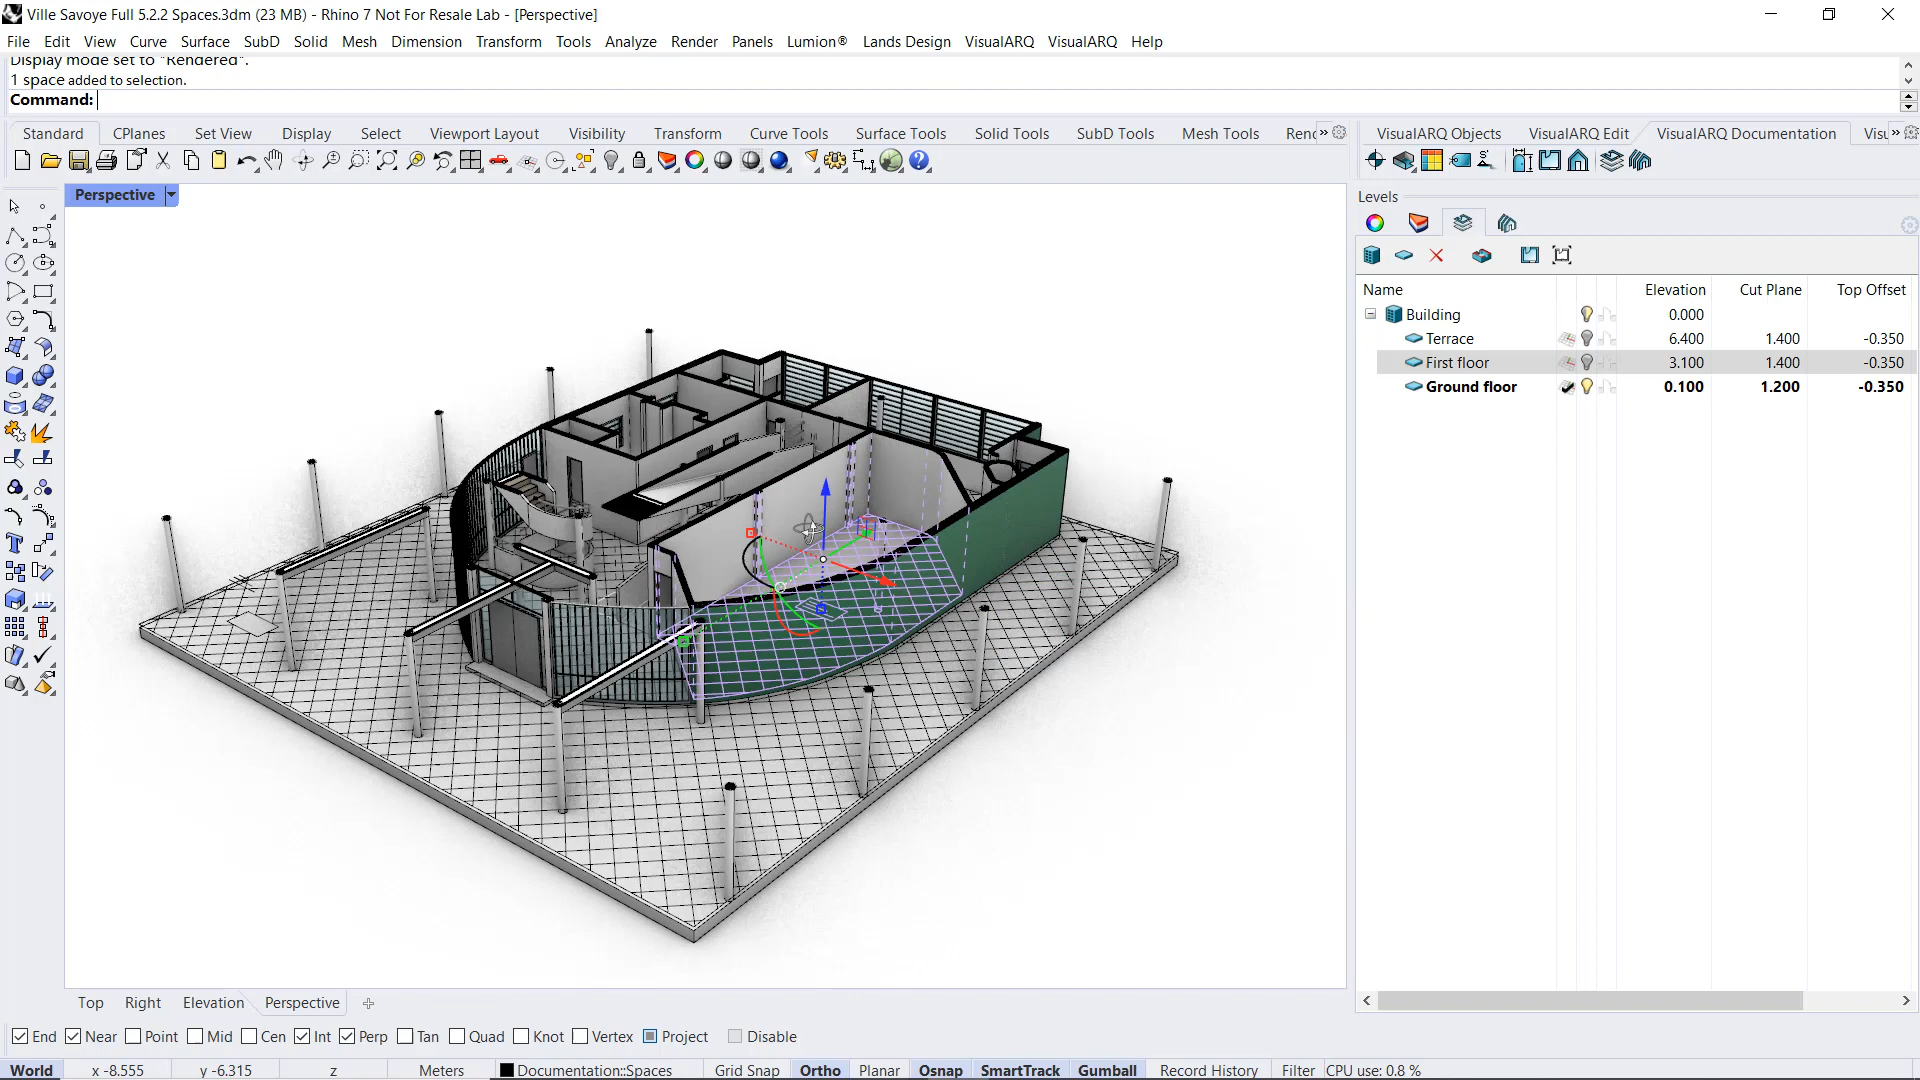 Ville Savoye Full 5.2.2 Spaces.3dm (23 MB) - Rhino 7 Not For Resale Lab - [Perspective]
File Edit View Curve Surface SubD Solid Mesh Dimension Transform Tools Analyze Render Panels Lumion® Lands Design VisualARQ VisualARQ Help
Display mode set to "Rendered".
1 space added to selection.
Command:
Standard CPlanes Set View Display Select Viewport Layout Visibility Transform Curve Tools Surface Tools Solid Tools SubD Tools Mesh Tools Renc » VisualARQ Objects VisualARQ Edit VisualARQ Documentation Visu »
Perspective
Levels
Name Elevation Cut Plane Top Offset
Building 0.000
Terrace 6.400 1.400 -0.350
First floor 3.100 1.400 -0.350
Ground floor 0.100 1.200 -0.350
Top Right Elevation Perspective
End Near Point Mid Cen Int Perp Tan Quad Knot Vertex Project Disable
World x -8.555 y -6.315 z Meters Documentation::Spaces Grid Snap Ortho Planar Osnap SmartTrack Gumball Record History Filter CPU use: 0.8 %